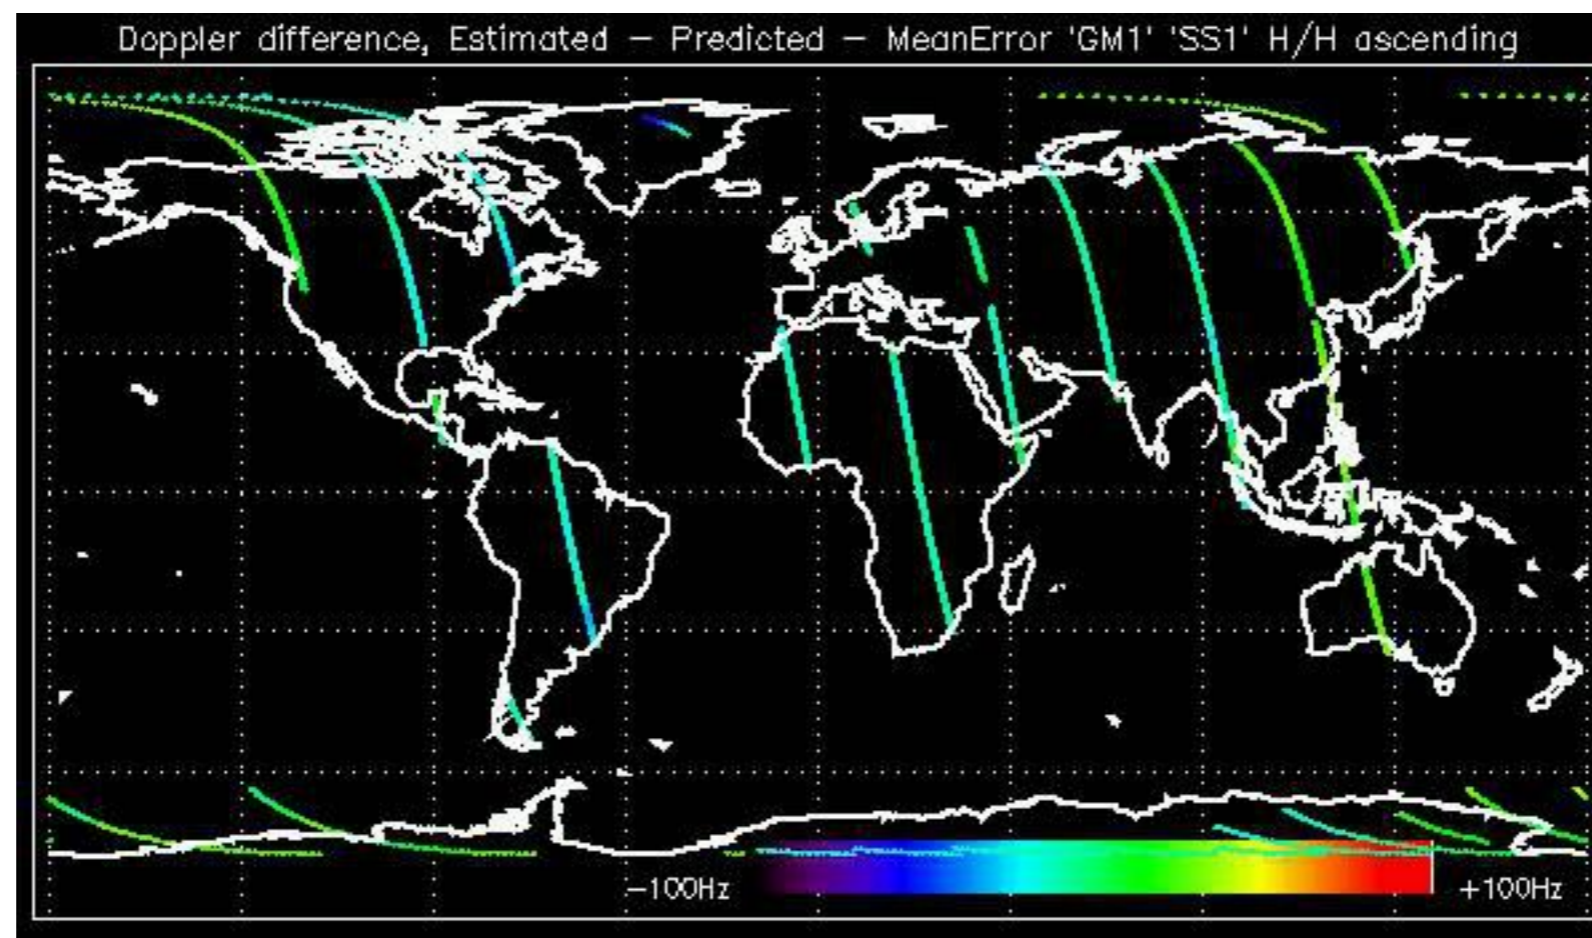 Doppler difference, Estimated – Predicted – MeanError 'GM1' 'SS1' H/H ascending
–100Hz
+100Hz